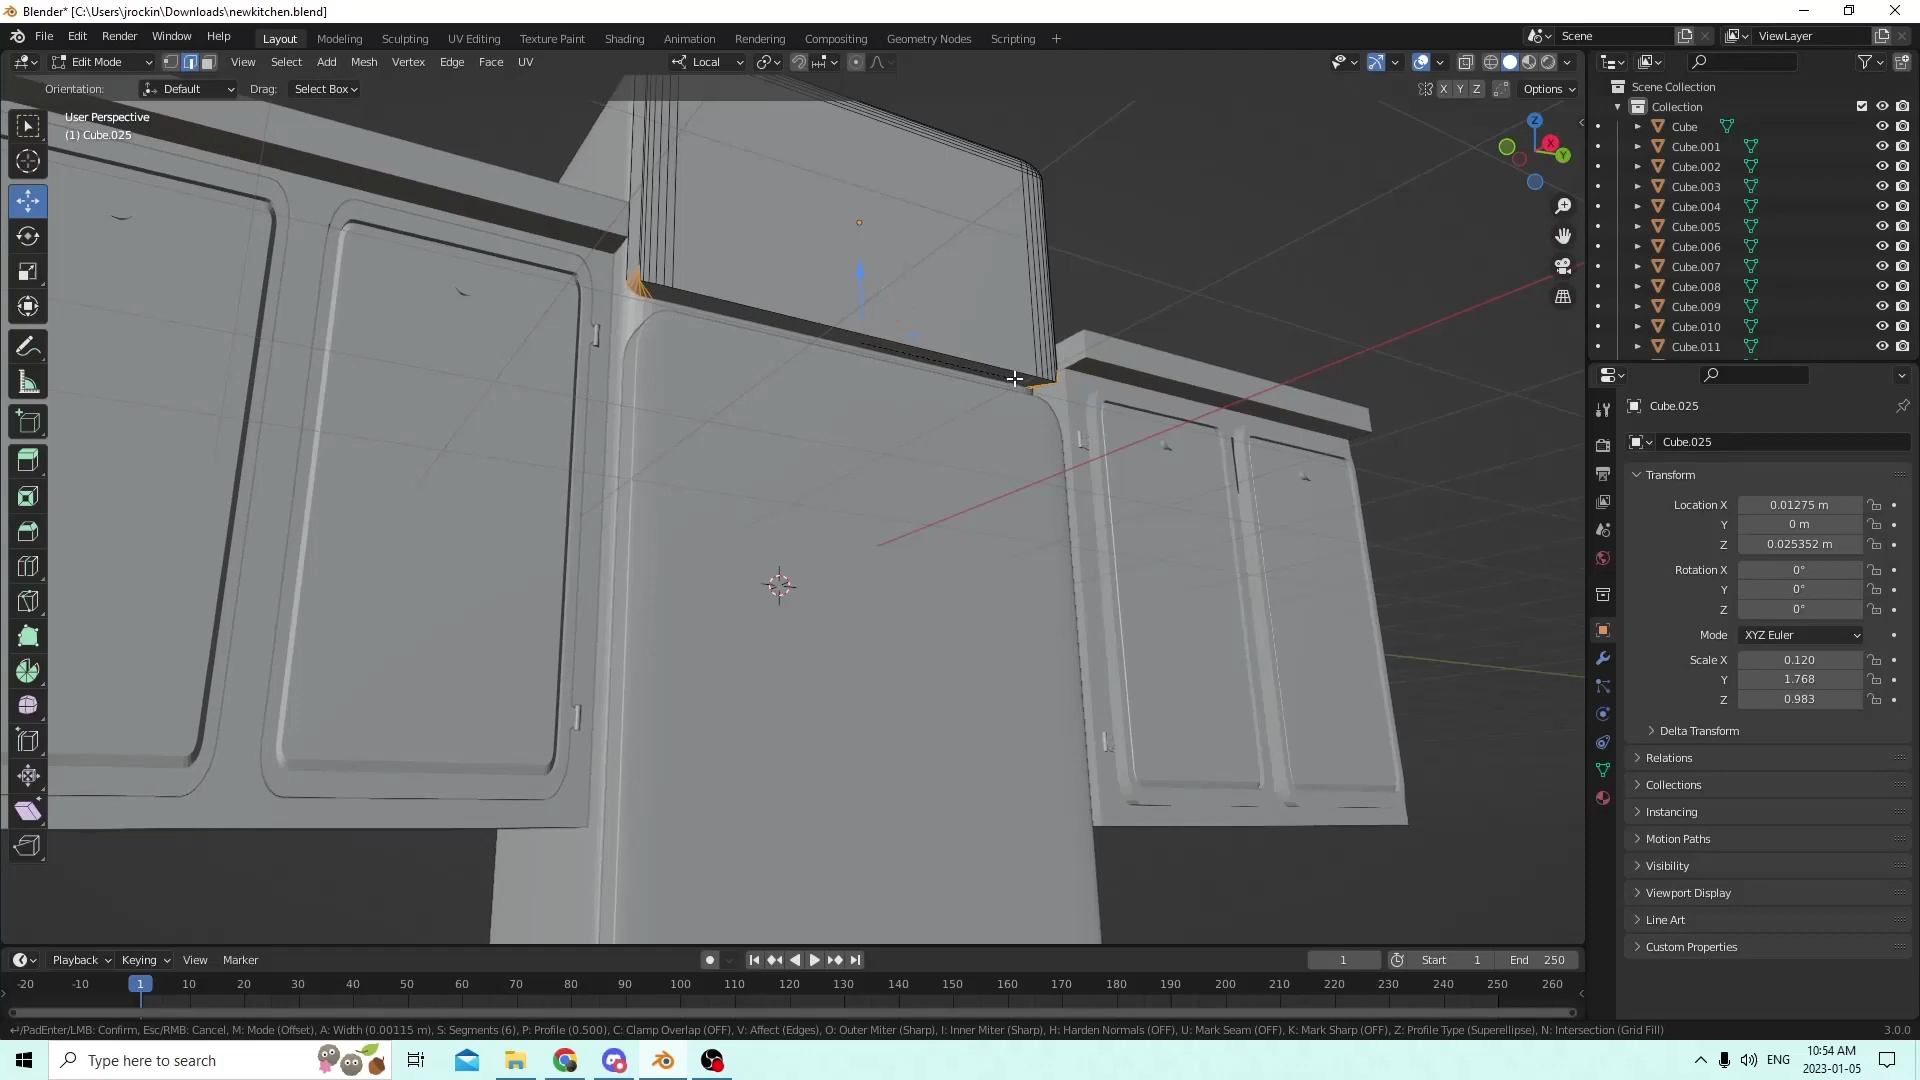 Blender* [C:\Users\jrockin\Downloads\newkitchen.blend]
File Edit Render Window Help
Layout Modeling Sculpting UV Editing Texture Paint Shading Animation Rendering Compositing Geometry Nodes Scripting +
Scene
ViewLayer
Edit Mode View Select Add Mesh Vertex Edge Face UV
Local
Orientation: Default Drag: Select Box
X Y Z Options
User Perspective
(1) Cube.025
Z
X
Y
Scene Collection
Collection
Cube
Cube.001
Cube.002
Cube.003
Cube.004
Cube.005
Cube.006
Cube.007
Cube.008
Cube.009
Cube.010
Cube.011
Cube.025
Cube.025
Transform
Location X 0.01275 m
Y 0 m
Z 0.025352 m
Rotation X 0°
Y 0°
Z 0°
Mode XYZ Euler
Scale X 0.120
Y 1.768
Z 0.983
Delta Transform
Relations
Collections
Instancing
Motion Paths
Visibility
Viewport Display
Line Art
Custom Properties
Playback Keying View Marker
1 Start 1 End 250
-20 -10 1 10 20 30 40 50 60 70 80 90 100 110 120 130 140 150 160 170 180 190 200 210 220 230 240 250 260
/PadEnter/LMB: Confirm, Esc/RMB: Cancel, M: Mode (Offset), A: Width (0.00115 m), S: Segments (6), P: Profile (0.500), C: Clamp Overlap (OFF), V: Affect (Edges), O: Outer Miter (Sharp), I: Inner Miter (Sharp), H: Harden Normals (OFF), U: Mark Seam (OFF), K: Mark Sharp (OFF), Z: Profile Type (Superellipse), N: Intersection (Grid Fill)
3.0.0
Type here to search
ENG
10:54 AM
2023-01-05